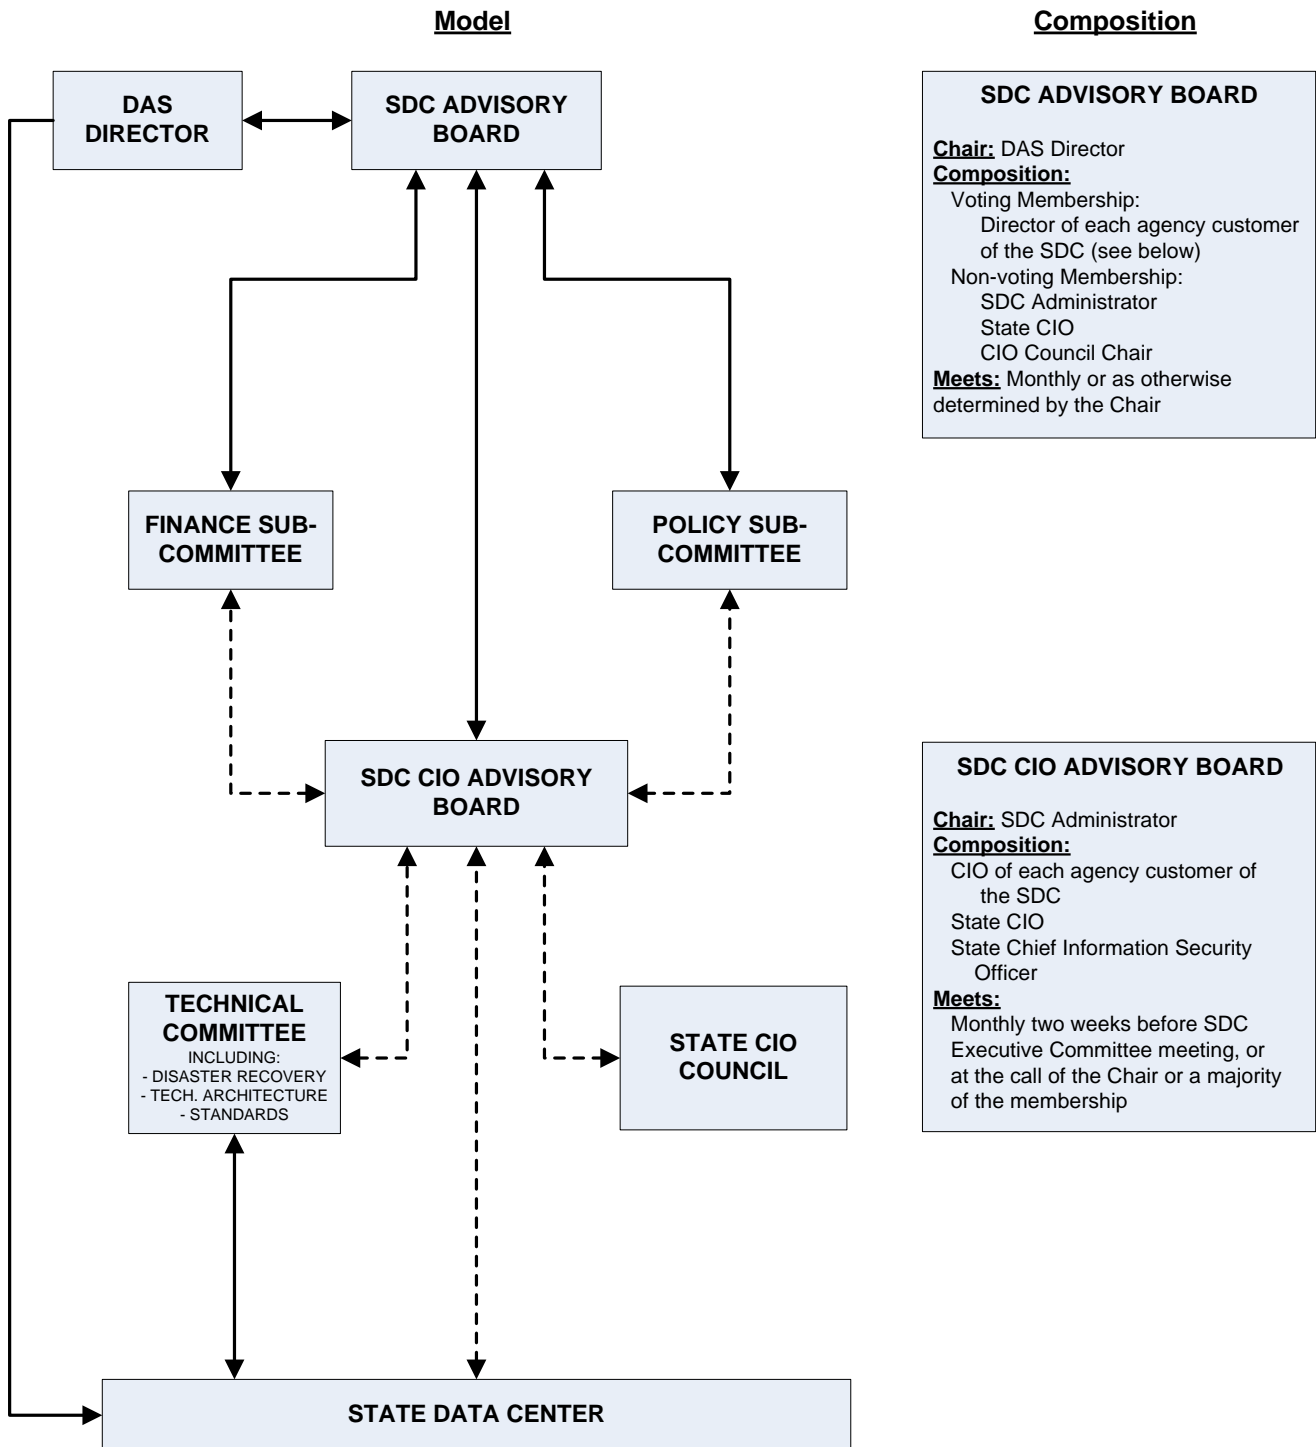 Model
Composition
DAS
DIRECTOR
SDC ADVISORY
BOARD
SDC ADVISORY BOARD
Chair: DAS Director
Composition:
Voting Membership:
Director of each agency customer
of the SDC (see below)
Non-voting Membership:
SDC Administrator
State CIO
CIO Council Chair
Meets: Monthly or as otherwise
determined by the Chair
FINANCE SUB-
COMMITTEE
POLICY SUB-
COMMITTEE
SDC CIO ADVISORY
BOARD
SDC CIO ADVISORY BOARD
Chair: SDC Administrator
Composition:
CIO of each agency customer of
the SDC
State CIO
State Chief Information Security
Officer
Meets:
Monthly two weeks before SDC
Executive Committee meeting, or
at the call of the Chair or a majority
of the membership
TECHNICAL
COMMITTEE
INCLUDING:
- DISASTER RECOVERY
- TECH. ARCHITECTURE
- STANDARDS
STATE CIO
COUNCIL
STATE DATA CENTER